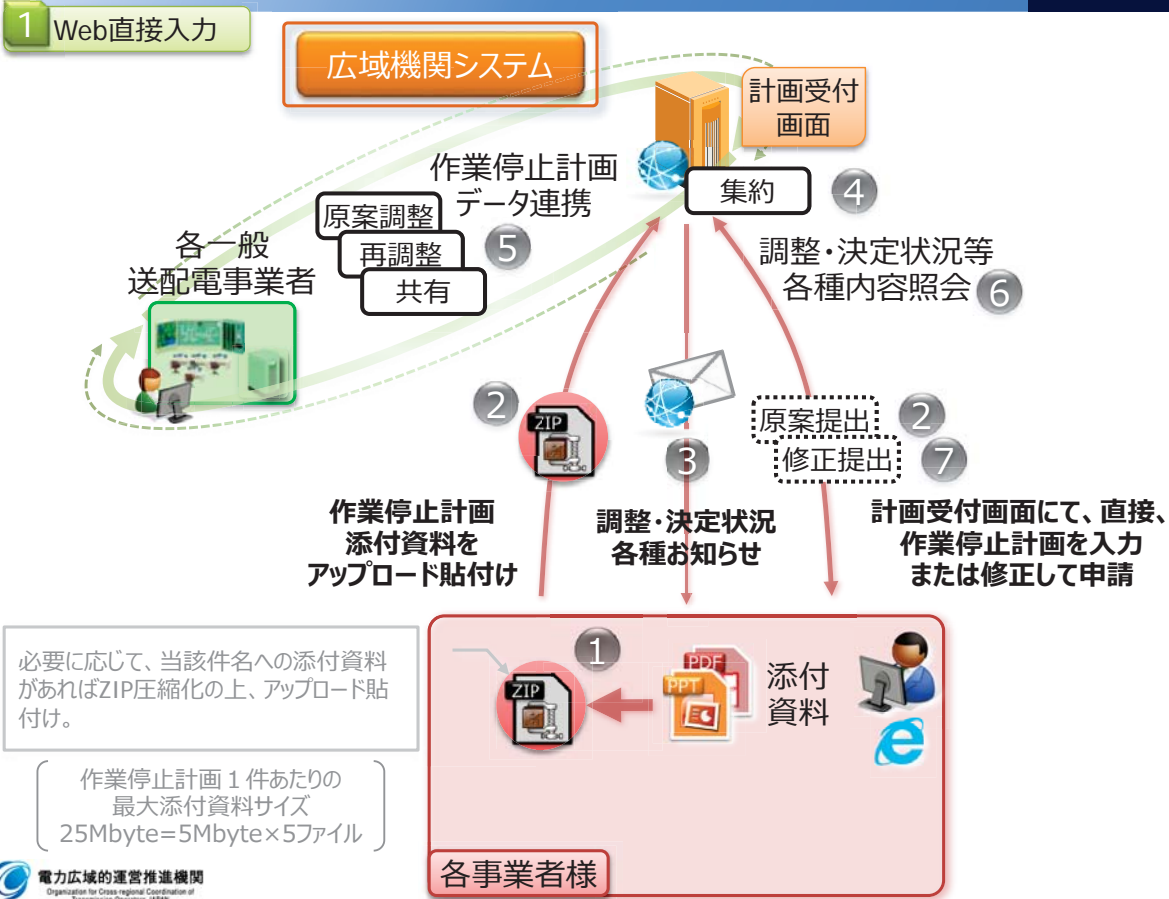 1 Web直接入力
広域機関システム
計画受付
画面
作業停止計画
データ連携
集約
4
原案調整
再調整
共有
5
各一般
送配電事業者
調整・決定状況等
各種内容照会
6
2
ZIP
3
原案提出
2
修正提出
7
作業停止計画
添付資料を
アップロード貼付け
調整・決定状況
各種お知らせ
計画受付画面にて、直接、
作業停止計画を入力
または修正して申請
必要に応じて、当該件名への添付資料
があればZIP圧縮化の上、アップロード貼
付け。
1
ZIP
PDF
PPT
添付
資料
作業停止計画1件あたりの
最大添付資料サイズ
25Mbyte=5Mbyte×5ファイル
各事業者様
電力広域的運営推進機関
Organization for Cross-regional Coordination of
Transmission Operators, JAPAN